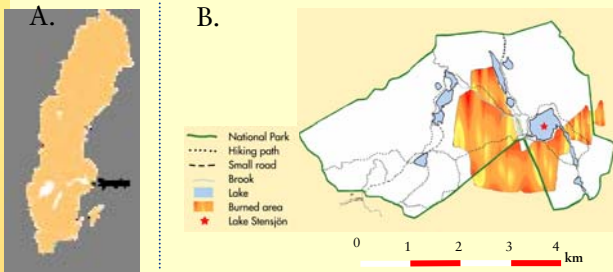 A.
B.
National Park
Hiking path
Small road
Brook
Lake
Burned area
Lake Stensjön
0 1 2 3 4
km